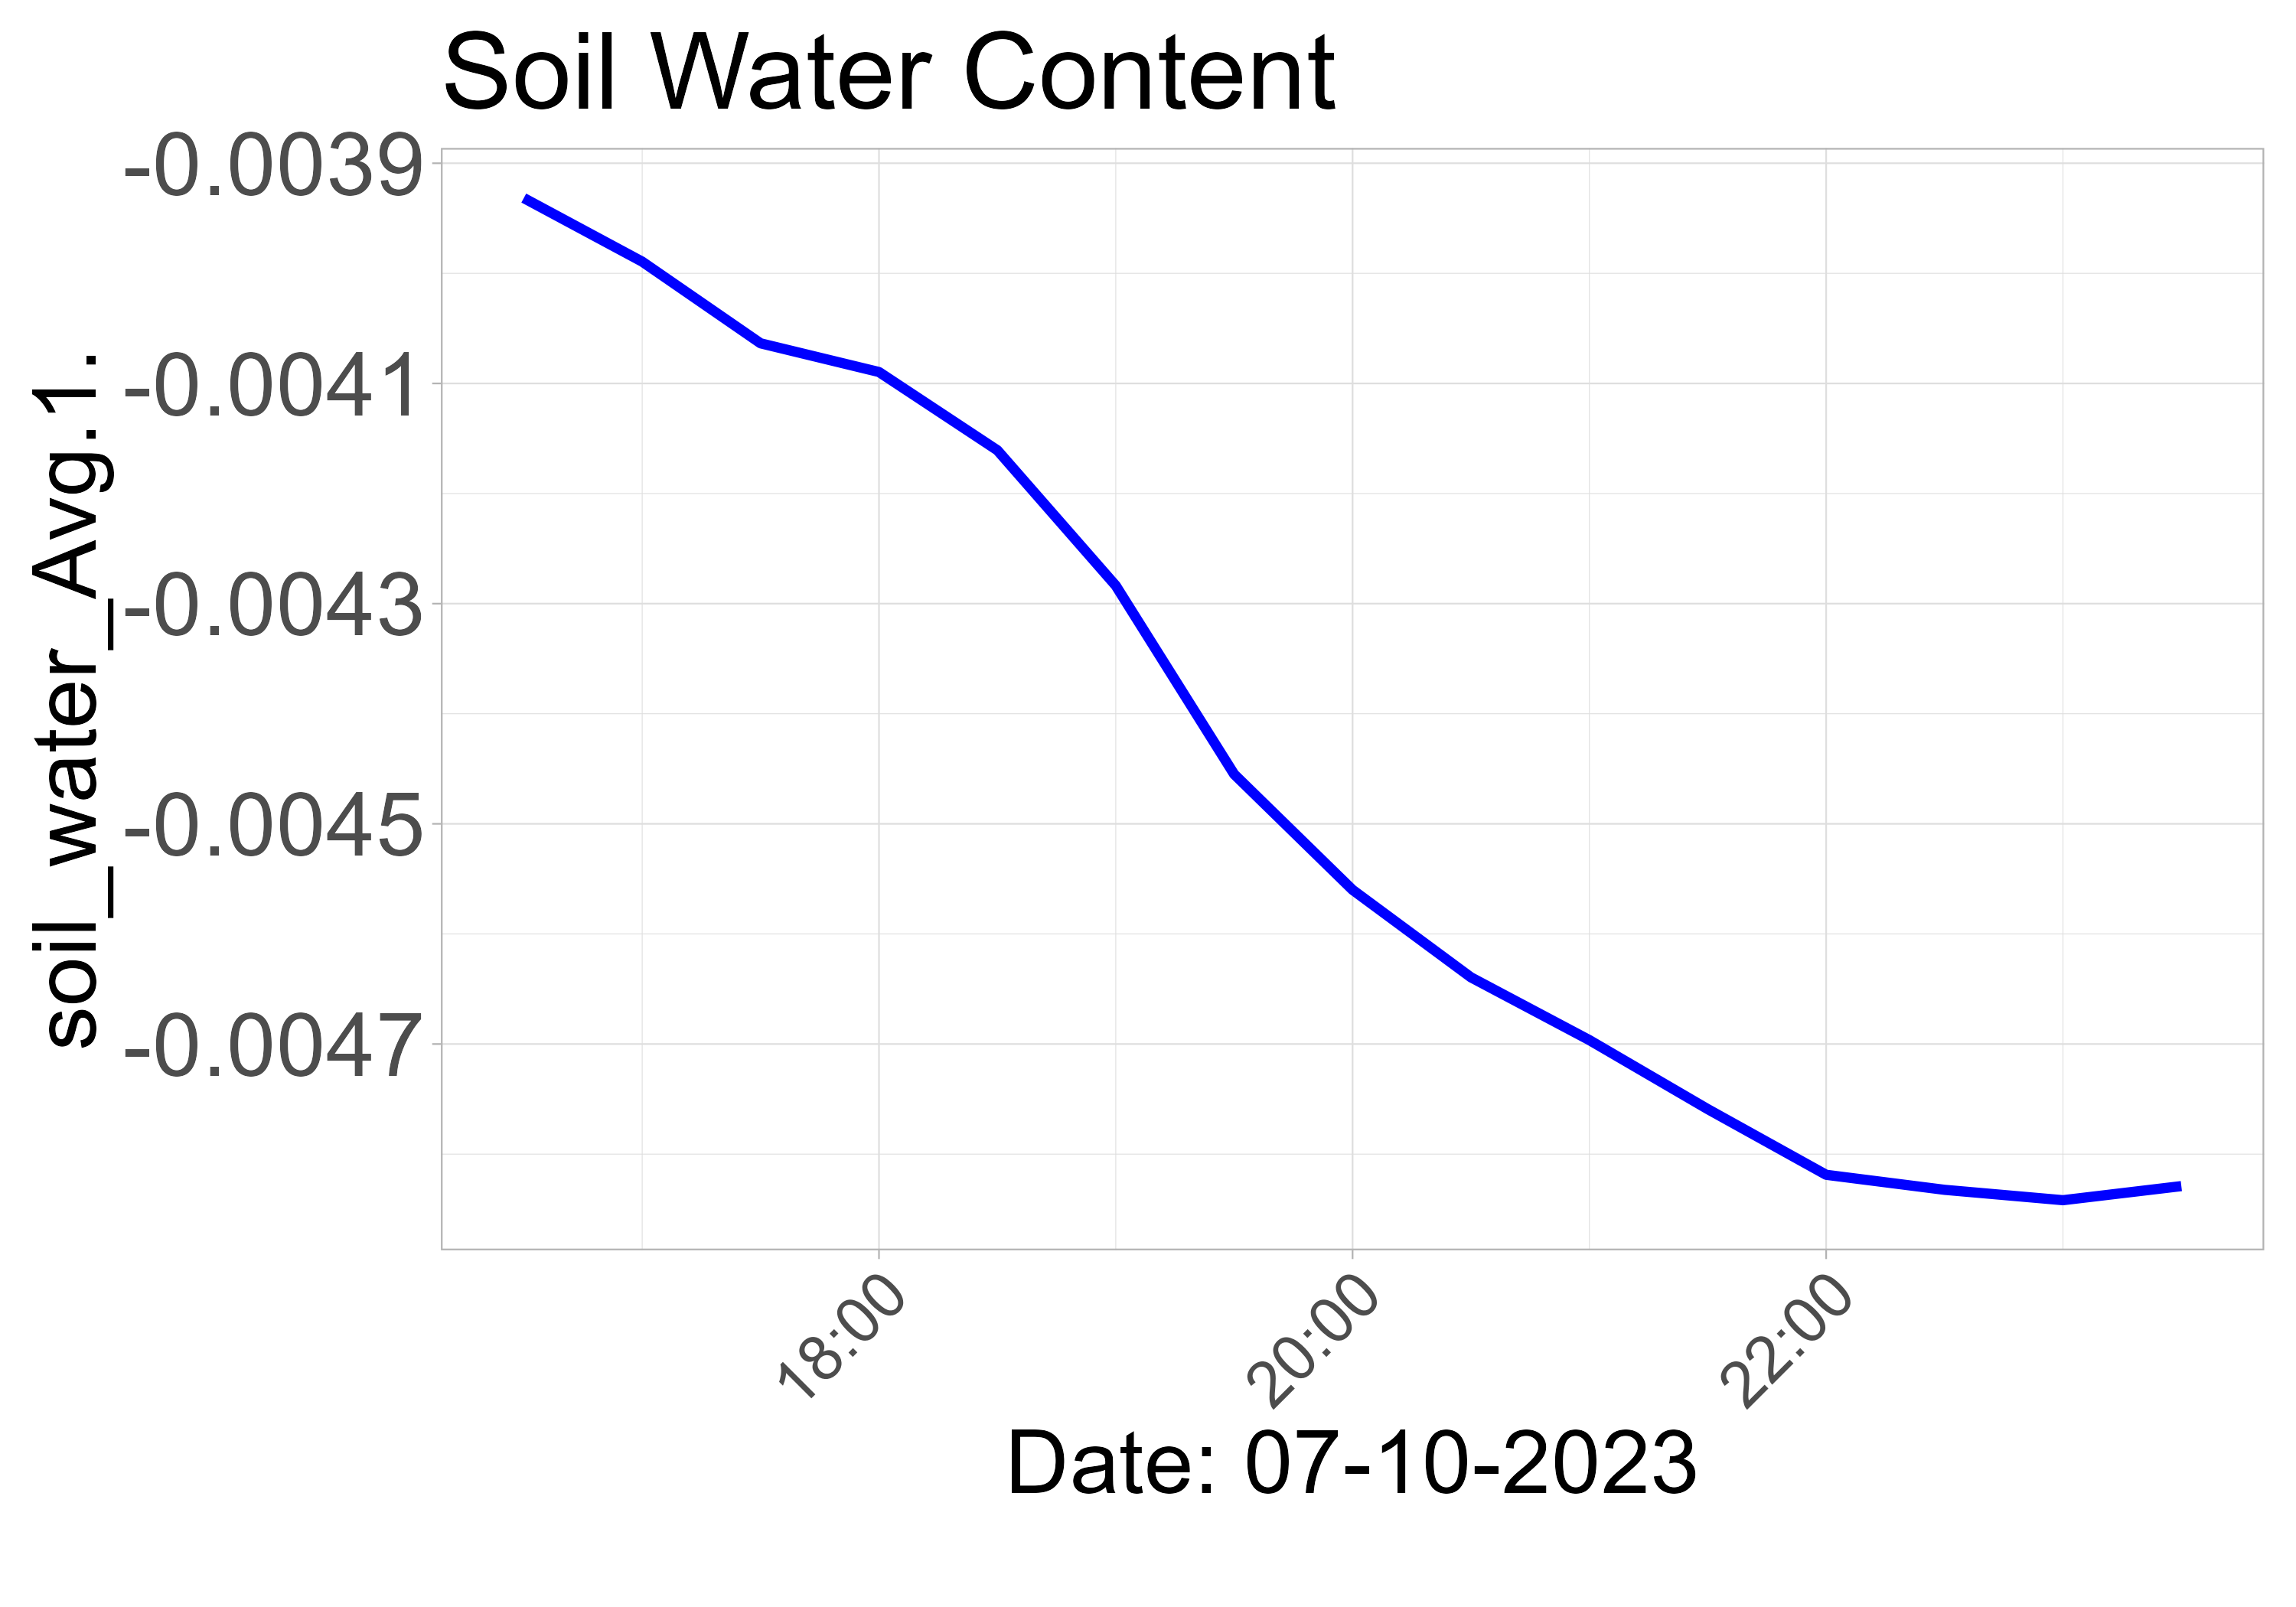 Soil Water Content
soil_water_Avg.1.
-0.0039
-0.0041
-0.0043
-0.0045
-0.0047
18:00
20:00
22:00
Date: 07-10-2023